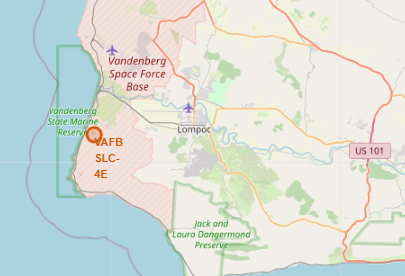 Vandenberg
Space Force
Base
Vandenberg
State Marine
Reserve
VAFB
SLC-
4E
Lompoc
US 101
Jack and
Laura Dangermond
Preserve